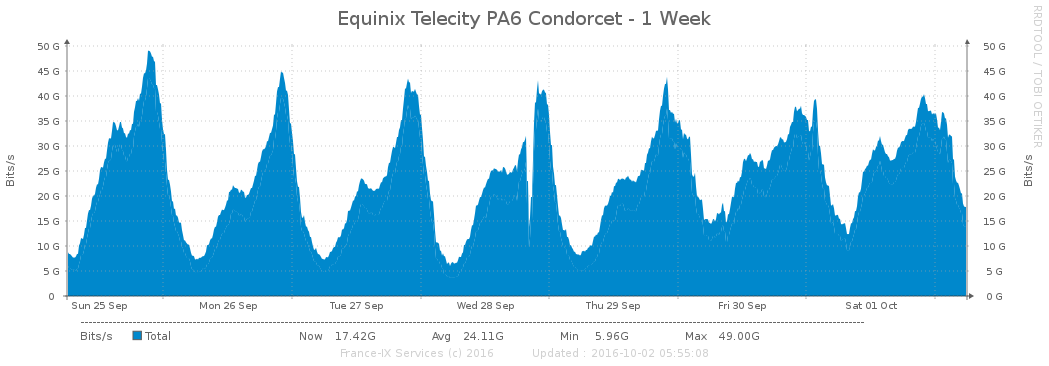 Equinix Telecity PA6 Condorcet - 1 Week
RRDTOOL / TOBI OETIKER
Bits/s
50 G 50 G
45 G 45 G
40 G 40 G
35 G 35 G
30 G 30 G
25 G 25 G
20 G 20 G
15 G 15 G
10 G 10 G
5 G 5 G
0 0 G
Bits/s
Sun 25 Sep Mon 26 Sep Tue 27 Sep Wed 28 Sep Thu 29 Sep Fri 30 Sep Sat 01 Oct
Bits/s Total Now 17.42G Avg 24.11G Min 5.96G Max 49.00G
France-IX Services (c) 2016 Updated : 2016-10-02 05:55:08